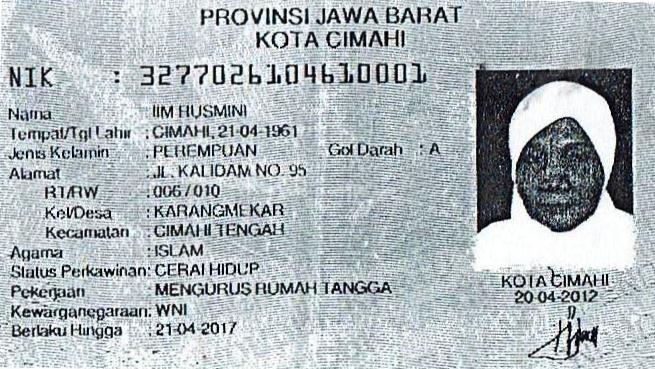 PROVINSI JAWA BARAT
KOTA CIMAHI
NIK : 3277026104610001
Nama : IIM RUSMINI
Tempat/Tgl Lahir : CIMAHI, 21-04-1961
Jenis Kelamin : PEREMPUAN Gol Darah : A
Alamat : JL. KALIDAM NO. 95
RT/RW : 006 / 010
Kel/Desa : KARANGMEKAR
Kecamatan : CIMAHI TENGAH
Agama : ISLAM
Status Perkawinan: CERAI HIDUP
Pekerjaan : MENGURUS RUMAH TANGGA
Kewarganegaraan: WNI
Berlaku Hingga : 21-04-2017
KOTA CIMAHI
20-04-2012